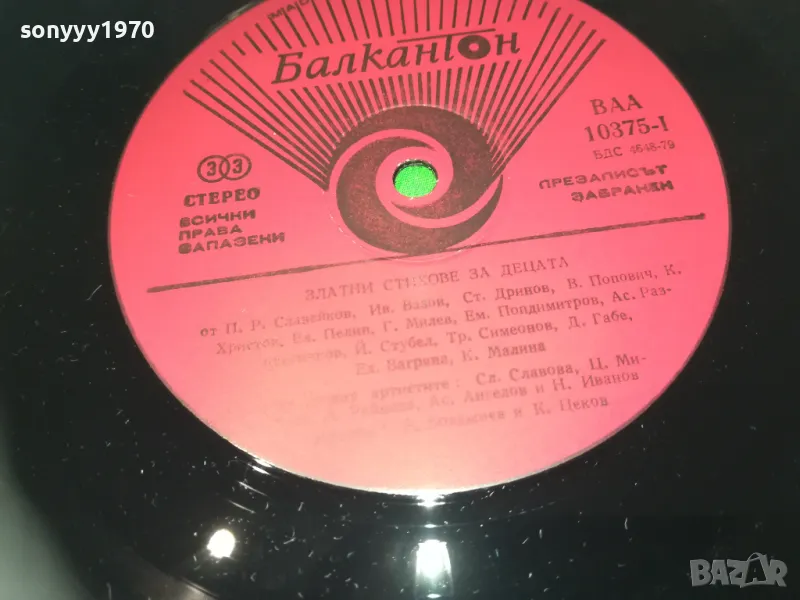 sonyyy1970
Балкантон
ВАА
10375-I
БДС 4648-79
33
СТЕРЕО
ВСИЧКИ
ПРАВА
ЗАПАЗЕНИ
ПРЕЗАПИСЪТ
ЗАБРАНЕН
ЗЛАТНИ СТИХОВЕ ЗА ДЕЦАТА
от П. Р. Славейков, Ив. Вазов, Ст. Дринов, В. Попович, К.
Христов, Ел. Пелин, Г. Милев, Ем. Попдимитров, Ас. Раз-
Й. Стубел, Тр. Симеонов, Д. Габе,
Ел. Багряна, К. Малина
артистите: Сл. Славова, Ц. Ми-
Ас. Ангелов и Н. Иванов
и К. Цеков
BAZAR